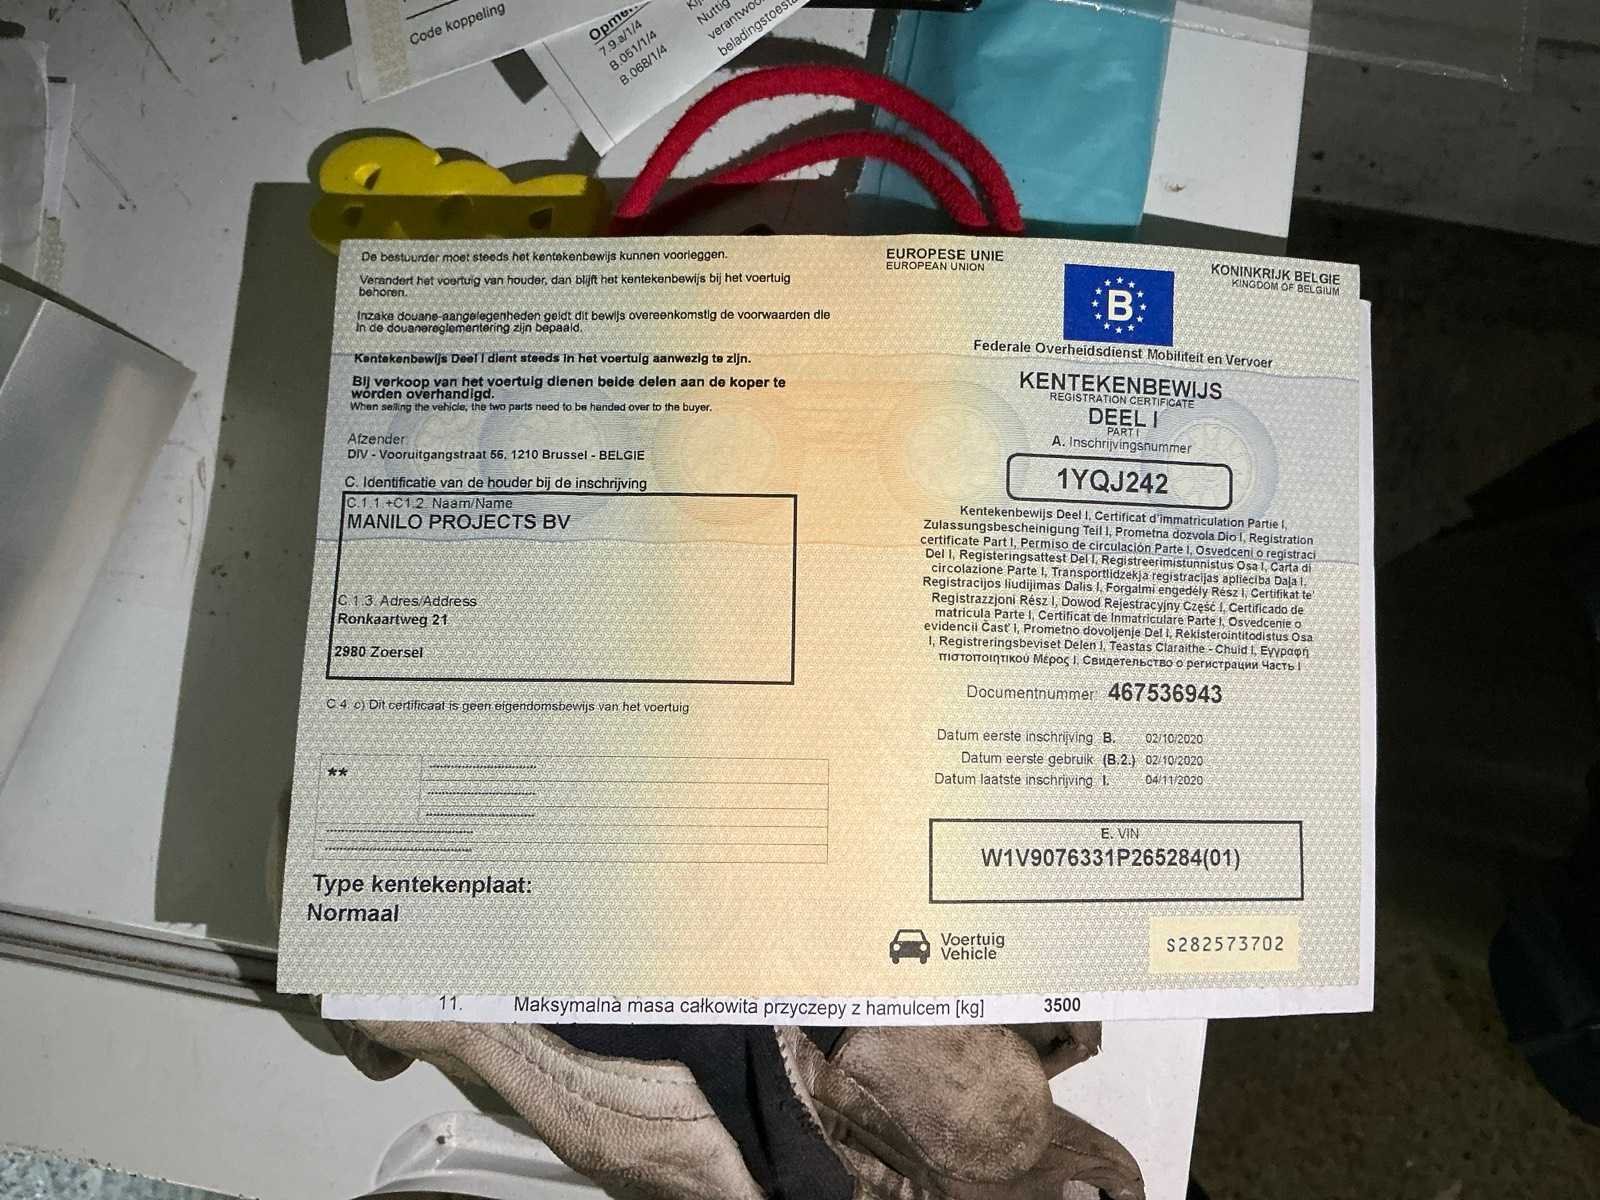 Code koppeling
Opme
7.9.a/1/4
B.051/1/4
B.068/1/4
Nuttig
verantwoo
beladingstoest
De bestuurder moet steeds het kentekenbewijs kunnen voorleggen.
Verandert het voertuig van houder, dan blijft het kentekenbewijs bij het voertuig
behoren.
Inzake douane-aangelegenheden geldt dit bewijs overeenkomstig de voorwaarden die
in de douanereglementering zijn bepaald.
Kentekenbewijs Deel I dient steeds in het voertuig aanwezig te zijn.
Bij verkoop van het voertuig dienen beide delen aan de koper te
worden overhandigd.
When selling the vehicle, the two parts need to be handed over to the buyer.
Afzender
DIV - Vooruitgangstraat 56, 1210 Brussel - BELGIE
C. Identificatie van de houder bij de inschrijving
C.1.1.+C1.2. Naam/Name
MANILO PROJECTS BV
C.1.3. Adres/Address
Ronkaartweg 21
2980 Zoersel
C.4. c) Dit certificaat is geen eigendomsbewijs van het voertuig
**
Type kentekenplaat:
Normaal
EUROPESE UNIE
EUROPEAN UNION
B
KONINKRIJK BELGIE
KINGDOM OF BELGIUM
Federale Overheidsdienst Mobiliteit en Vervoer
KENTEKENBEWIJS
REGISTRATION CERTIFICATE
DEEL I
PART I
A. Inschrijvingsnummer
1YQJ242
Kentekenbewijs Deel I, Certificat d'immatriculation Partie I,
Zulassungsbescheinigung Teil I, Prometna dozvola Dio I, Registration
certificate Part I, Permiso de circulación Parte I, Osvedcení o registraci
Del I, Registeringsattest Del I, Registreerimistunnistus Osa I, Carta di
circolazione Parte I, Transportlidzekja registracijas aplieciba Daļa I,
Registracijos liudijimas Dalis I, Forgalmi engedély Rész I, Certifikat te'
Registrazzjoni Rész I, Dowod Rejestracyjny Część I, Certificado de
matricula Parte I, Certificat de Inmatriculare Parte I, Osvedcenie o
evidencii Časť I, Prometno dovoljenje Del I, Rekisterointitodistus Osa
I, Registreringsbeviset Delen I, Teastas Claraithe - Chuid I, Εγγραφή
πιστοποιητικού Μέρος I, Свидетельство о регистрации Часть I
Documentnummer 467536943
Datum eerste inschrijving B. 02/10/2020
Datum eerste gebruik (B.2.) 02/10/2020
Datum laatste inschrijving I. 04/11/2020
E. VIN
W1V9076331P265284(01)
Voertuig
Vehicle
S282573702
11. Maksymalna masa całkowita przyczepy z hamulcem [kg] 3500